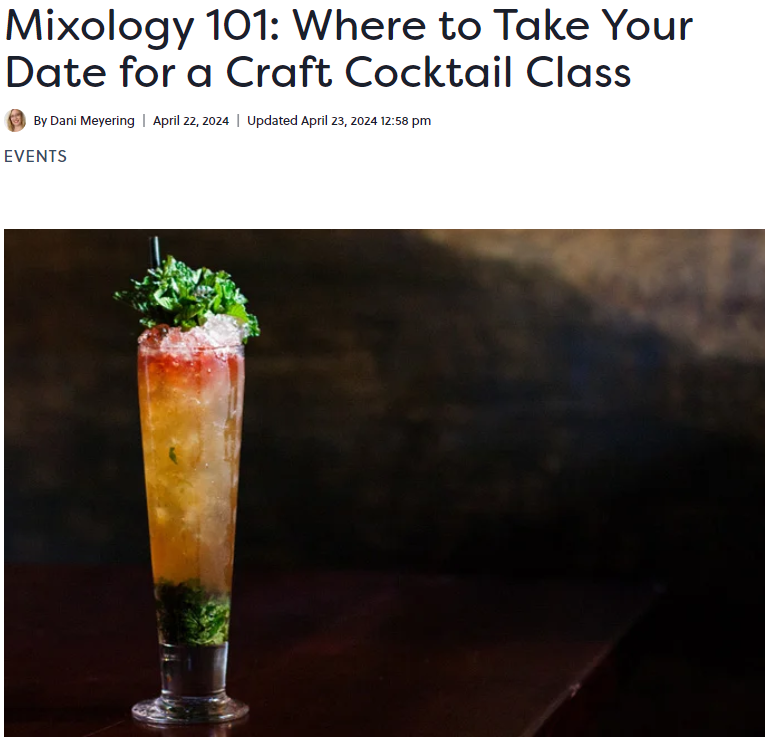 Mixology 101: Where to Take Your
Date for a Craft Cocktail Class
By Dani Meyering | April 22, 2024 | Updated April 23, 2024 12:58 pm
EVENTS